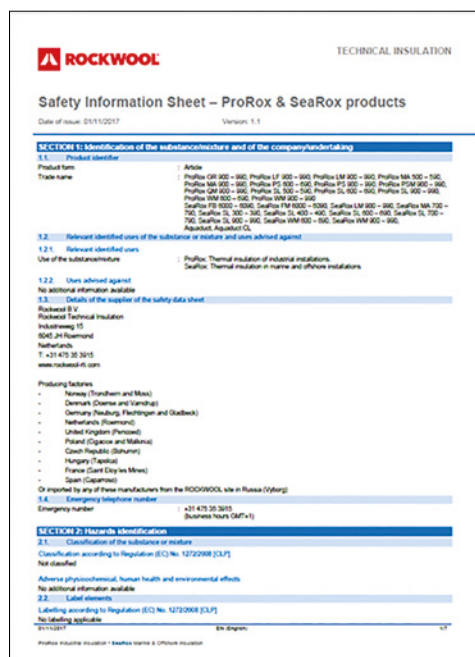 ROCKWOOL
TECHNICAL INSULATION
Safety Information Sheet – ProRox & SeaRox products
Date of issue: 01/11/2017 Version: 1.1
SECTION 1: Identification of the substance/mixture and of the company/undertaking
1.1. Product identifier
Product form : Article
Trade name : ProRox GR 900 – 990, ProRox LF 900 – 990, ProRox LM 900 – 990, ProRox MA 500 – 590,
ProRox MA 900 – 990, ProRox PS 600 – 690, ProRox PS 900 – 990, ProRox PSM 900 – 990,
ProRox QM 900 – 990, ProRox SL 500 – 590, ProRox SL 600 – 690, ProRox SL 900 – 990,
ProRox WM 600 – 690, ProRox WM 900 – 990
SeaRox FB 6000 – 6090, SeaRox FM 6000 – 6090, SeaRox LM 900 – 990, SeaRox MA 700 –
790, SeaRox SL 300 – 390, SeaRox SL 400 – 490, SeaRox SL 600 – 690, SeaRox SL 700 –
790, SeaRox SL 900 – 990, SeaRox WM 600 – 690, SeaRox WM 900 – 990,
Aquaduct, Aquaduct CL
1.2. Relevant identified uses of the substance or mixture and uses advised against
1.2.1. Relevant identified uses
Use of the substance/mixture : ProRox: Thermal insulation of industrial installations.
SeaRox: Thermal insulation in marine and offshore installations
1.2.2. Uses advised against
No additional information available
1.3. Details of the supplier of the safety data sheet
Rockwool B.V.
Rockwool Technical Insulation
Industrieweg 15
6045 JH Roermond
Netherlands
T: +31 475 35 3915
www.rockwool-rti.com
Producing factories
- Norway (Trondheim and Moss)
- Denmark (Doense and Vamdrup)
- Germany (Neuburg, Flechtingen and Gladbeck)
- Netherlands (Roermond)
- United Kingdom (Pencoed)
- Poland (Cigacice and Malkinia)
- Czech Republic (Bohumin)
- Hungary (Tapolca)
- France (Saint Eloy les Mines)
- Spain (Caparroso)
Or imported by any of these manufacturers from the ROCKWOOL site in Russia (Vyborg)
1.4. Emergency telephone number
Emergency number : +31 475 35 3915
(business hours GMT+1)
SECTION 2: Hazards identification
2.1. Classification of the substance or mixture
Classification according to Regulation (EC) No. 1272/2008 [CLP]
Not classified
Adverse physicochemical, human health and environmental effects
No additional information available
2.2. Label elements
Labelling according to Regulation (EC) No. 1272/2008 [CLP]
No labelling applicable
01/11/2017 EN (English) 1/7
ProRox Industrial Insulation I SeaRox Marine & Offshore Insulation